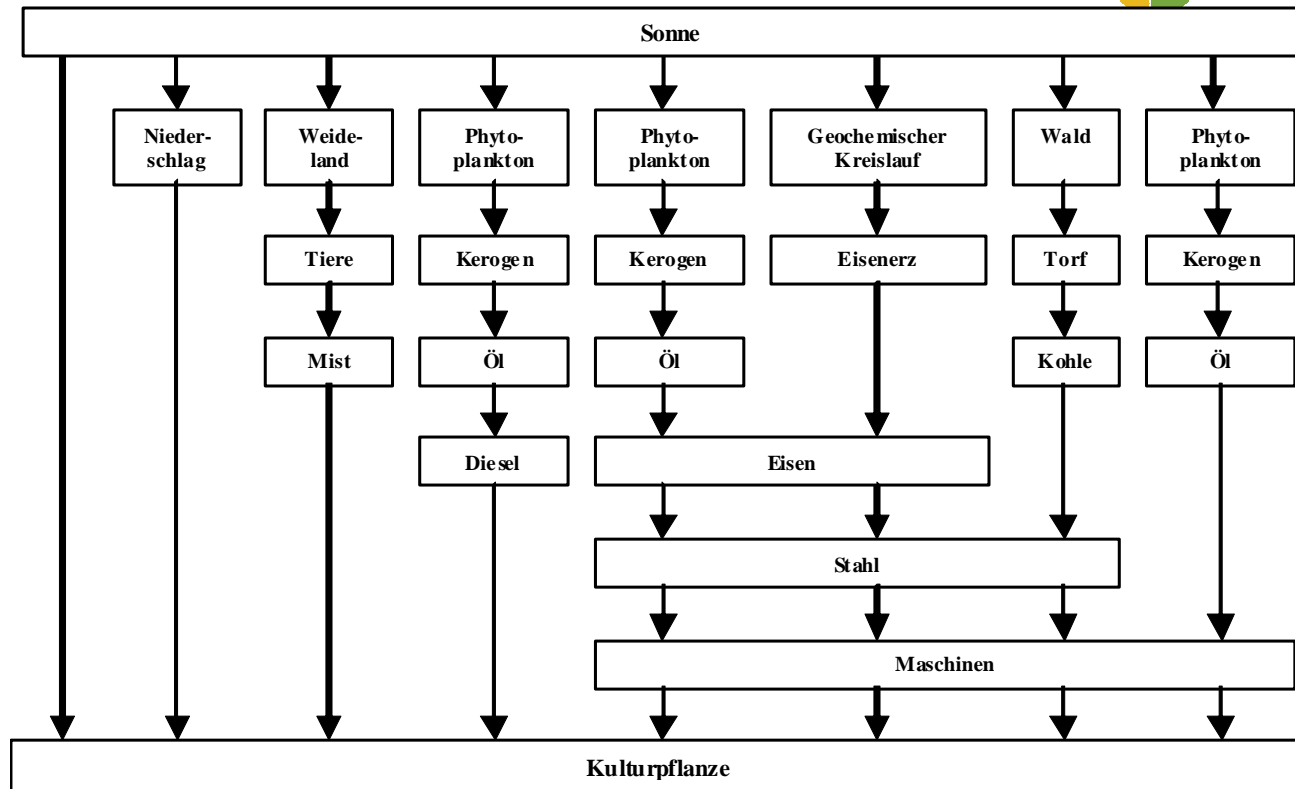 Sonne
Nieder-
schlag
Weide-
land
Phyto-
plankton
Phyto-
plankton
Geochemischer
Kreislauf
Wald
Phyto-
plankton
Tiere
Kerogen
Kerogen
Eisenerz
Torf
Kerogen
Mist
Öl
Öl
Kohle
Öl
Diesel
Eisen
Stahl
Maschinen
Kulturpflanze